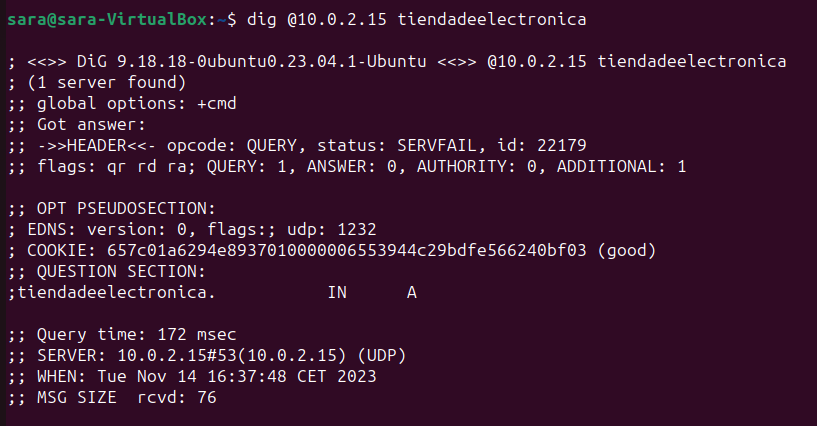 sara@sara-VirtualBox:~$ dig @10.0.2.15 tiendadeelectronica
; <<>> DiG 9.18.18-0ubuntu0.23.04.1-Ubuntu <<>> @10.0.2.15 tiendadeelectronica
; (1 server found)
;; global options: +cmd
;; Got answer:
;; ->>HEADER<<- opcode: QUERY, status: SERVFAIL, id: 22179
;; flags: qr rd ra; QUERY: 1, ANSWER: 0, AUTHORITY: 0, ADDITIONAL: 1
;; OPT PSEUDOSECTION:
; EDNS: version: 0, flags:; udp: 1232
; COOKIE: 657c01a6294e8937010000006553944c29bdfe566240bf03 (good)
;; QUESTION SECTION:
;tiendadeelectronica. IN A
;; Query time: 172 msec
;; SERVER: 10.0.2.15#53(10.0.2.15) (UDP)
;; WHEN: Tue Nov 14 16:37:48 CET 2023
;; MSG SIZE rcvd: 76